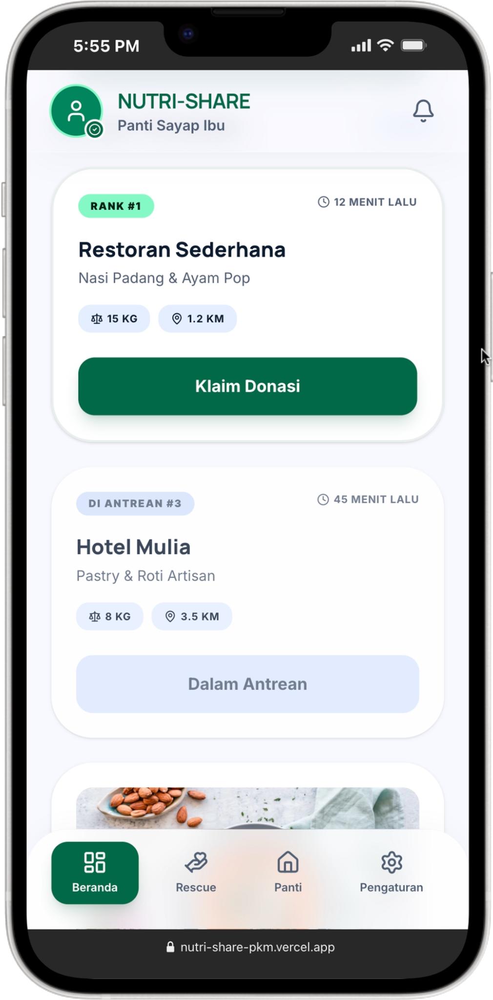 5:55 PM
NUTRI-SHARE
Panti Sayap Ibu
RANK #1
12 MENIT LALU
Restoran Sederhana
Nasi Padang & Ayam Pop
15 KG
1.2 KM
Klaim Donasi
DI ANTREAN #3
45 MENIT LALU
Hotel Mulia
Pastry & Roti Artisan
8 KG
3.5 KM
Dalam Antrean
Beranda
Rescue
Panti
Pengaturan
nutri-share-pkm.vercel.app